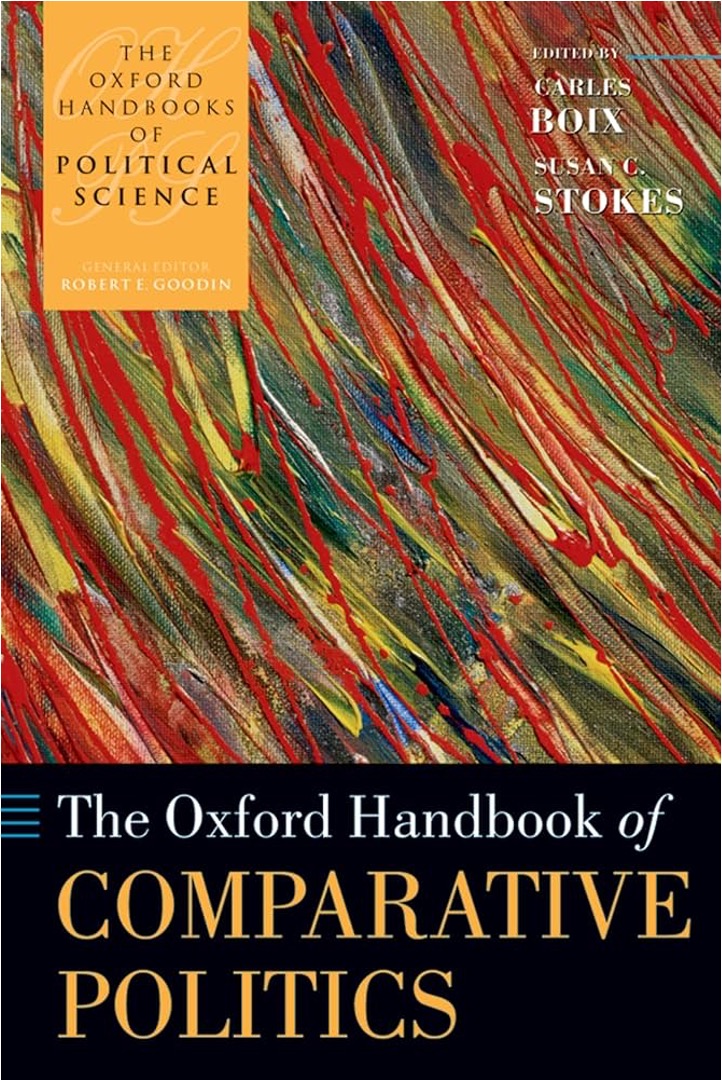 THE
OXFORD
HANDBOOKS
OF
POLITICAL
SCIENCE
GENERAL EDITOR
ROBERT E. GOODIN
EDITED BY
CARLES
BOIX
SUSAN C.
STOKES
The Oxford Handbook of
COMPARATIVE
POLITICS